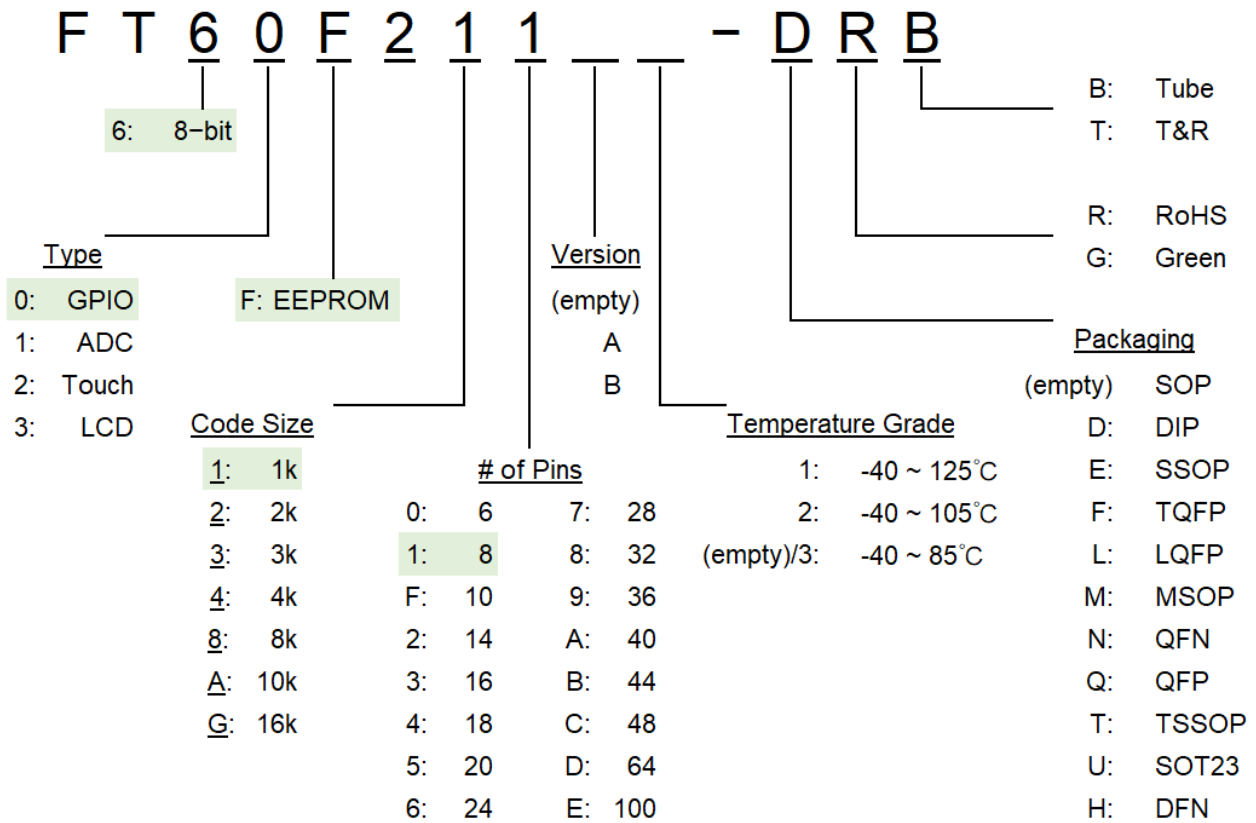 F T 6 0 F 2 1 1 _ _ − D R B
6: 8−bit
B: Tube
T: T&R
R: RoHS
G: Green
Type
0: GPIO
1: ADC
2: Touch
3: LCD
F: EEPROM
Version
(empty)
A
B
Code Size
1: 1k
2: 2k
3: 3k
4: 4k
8: 8k
A: 10k
G: 16k
# of Pins
0: 6 7: 28
1: 8 8: 32
F: 10 9: 36
2: 14 A: 40
3: 16 B: 44
4: 18 C: 48
5: 20 D: 64
6: 24 E: 100
Temperature Grade
1: -40 ~ 125℃
2: -40 ~ 105℃
(empty)/3: -40 ~ 85℃
Packaging
(empty) SOP
D: DIP
E: SSOP
F: TQFP
L: LQFP
M: MSOP
N: QFN
Q: QFP
T: TSSOP
U: SOT23
H: DFN